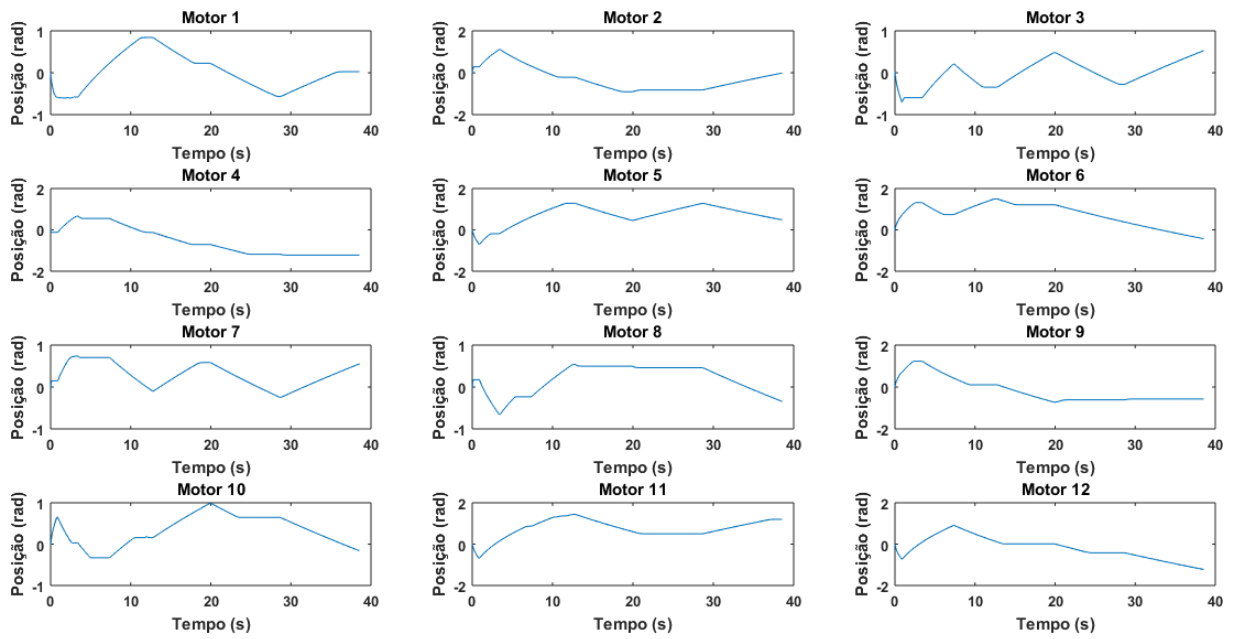 Motor 1
Posição (rad)
1
0
-1
0 10 20 30 40
Tempo (s)
Motor 2
Posição (rad)
2
0
-2
0 10 20 30 40
Tempo (s)
Motor 3
Posição (rad)
1
0
-1
0 10 20 30 40
Tempo (s)
Motor 4
Posição (rad)
2
0
-2
0 10 20 30 40
Tempo (s)
Motor 5
Posição (rad)
2
0
-2
0 10 20 30 40
Tempo (s)
Motor 6
Posição (rad)
2
0
-2
0 10 20 30 40
Tempo (s)
Motor 7
Posição (rad)
1
0
-1
0 10 20 30 40
Tempo (s)
Motor 8
Posição (rad)
1
0
-1
0 10 20 30 40
Tempo (s)
Motor 9
Posição (rad)
2
0
-2
0 10 20 30 40
Tempo (s)
Motor 10
Posição (rad)
1
0
-1
0 10 20 30 40
Tempo (s)
Motor 11
Posição (rad)
2
0
-2
0 10 20 30 40
Tempo (s)
Motor 12
Posição (rad)
2
0
-2
0 10 20 30 40
Tempo (s)